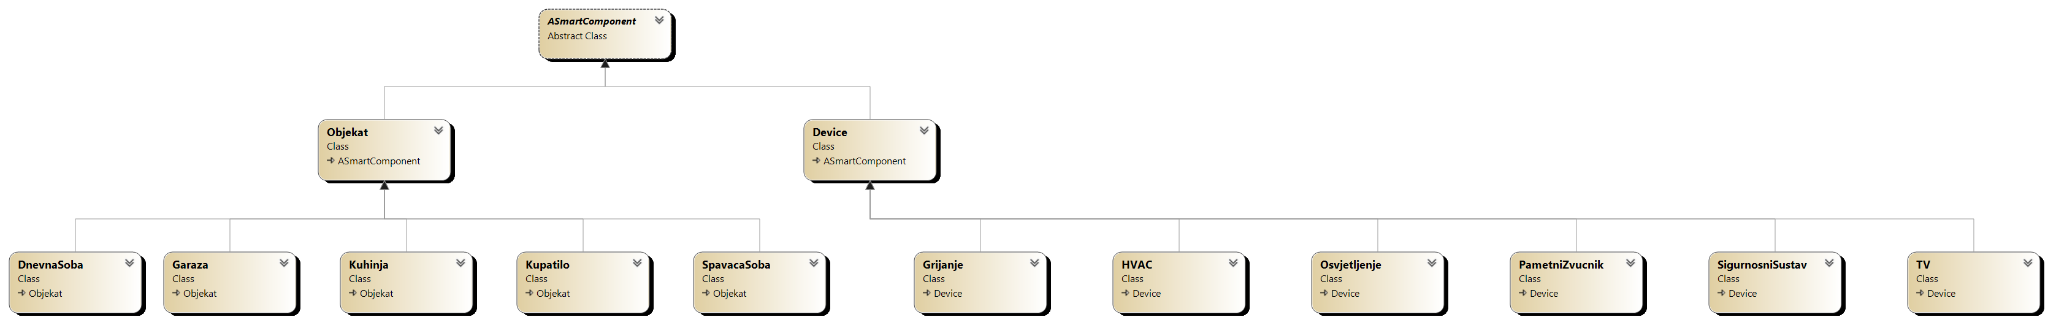 ASmartComponent
Abstract Class
Objekat
Class
ASmartComponent
Device
Class
ASmartComponent
DnevnaSoba
Class
Objekat
Garaza
Class
Objekat
Kuhinja
Class
Objekat
Kupatilo
Class
Objekat
SpavacaSoba
Class
Objekat
Grijanje
Class
Device
HVAC
Class
Device
Osvjetljenje
Class
Device
PametniZvucnik
Class
Device
SigurnosniSustav
Class
Device
TV
Class
Device